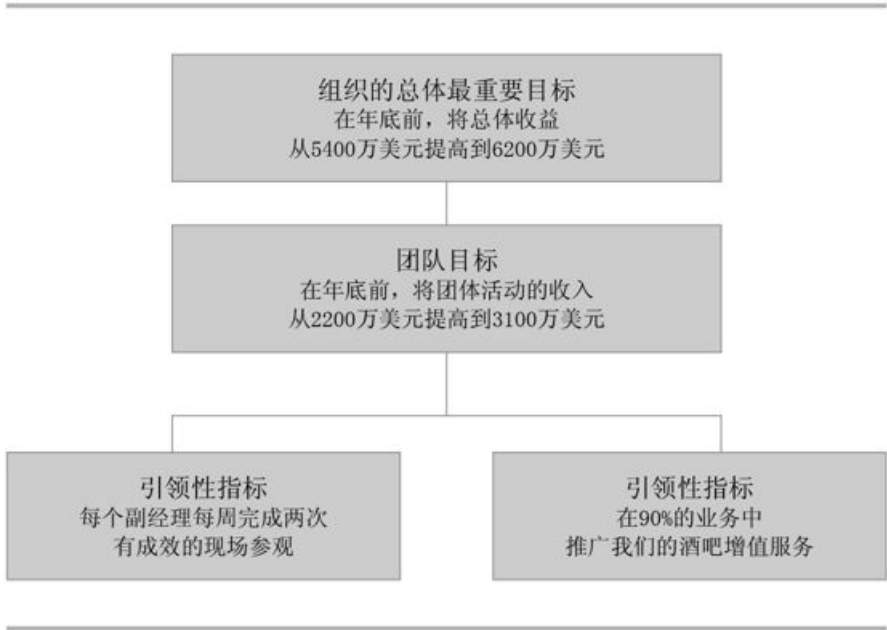 组织的总体最重要目标
在年底前，将总体收益
从5400万美元提高到6200万美元
团队目标
在年底前，将团体活动的收入
从2200万美元提高到3100万美元
引领性指标
每个副经理每周完成两次
有成效的现场参观
引领性指标
在90%的业务中
推广我们的酒吧增值服务